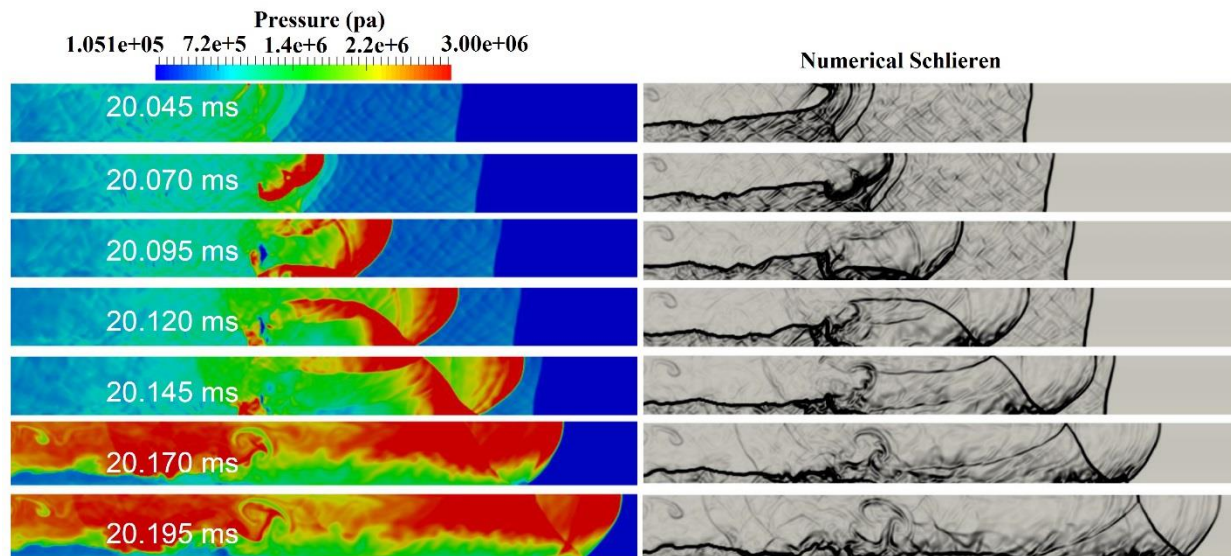 Pressure (pa)
1.051e+05 7.2e+5 1.4e+6 2.2e+6 3.00e+06
Numerical Schlieren
20.045 ms
20.070 ms
20.095 ms
20.120 ms
20.145 ms
20.170 ms
20.195 ms